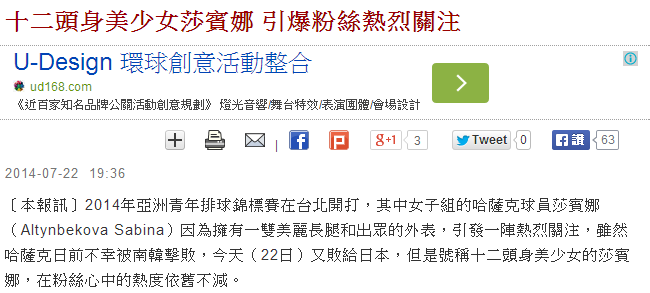 十二頭身美少女莎賓娜 引爆粉絲熱烈關注
U-Design 環球創意活動整合
ud168.com
《近百家知名品牌公關活動創意規劃》 燈光音響/舞台特效/表演團體/會場設計
+1 3 Tweet 0 讚 63
2014-07-22 19:36
〔本報訊〕2014年亞洲青年排球錦標賽在台北開打，其中女子組的哈薩克球員莎賓娜
（Altynbekova Sabina）因為擁有一雙美麗長腿和出眾的外表，引發一陣熱烈關注，雖然
哈薩克日前不幸被南韓擊敗，今天（22日）又敗給日本，但是號稱十二頭身美少女的莎賓
娜，在粉絲心中的熱度依舊不減。